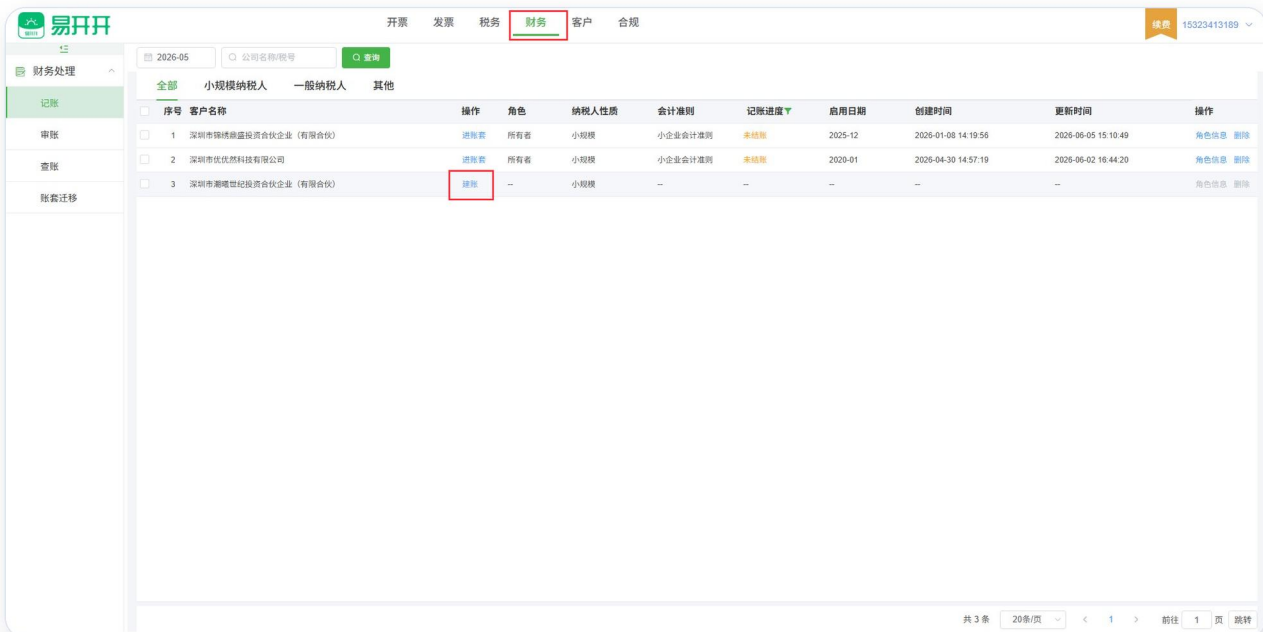 易开开 开票 发票 税务 财务 客户 合规 续费 15323413189
财务处理
记账
审账
查账
账套迁移
2026-05 公司名称/税号 查询
全部 小规模纳税人 一般纳税人 其他
序号 客户名称 操作 角色 纳税人性质 会计准则 记账进度 启用日期 创建时间 更新时间 操作
1 深圳市锦绣鼎盛投资合伙企业（有限合伙） 进账套 所有者 小规模 小企业会计准则 未结账 2025-12 2026-01-08 14:19:56 2026-06-05 15:10:49 角色信息 删除
2 深圳市优优然科技有限公司 进账套 所有者 小规模 小企业会计准则 未结账 2020-01 2026-04-30 14:57:19 2026-06-02 16:44:20 角色信息 删除
3 深圳市潮曙世纪投资合伙企业（有限合伙） 建账 -- 小规模 -- -- -- -- -- 角色信息 删除
共 3 条 20条/页 < 1 > 前往 1 页 跳转